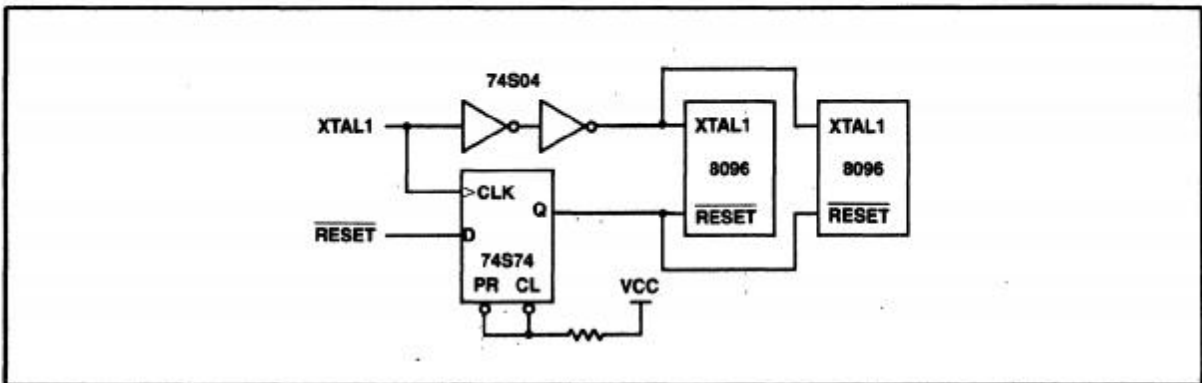 74S04
XTAL1
XTAL1
XTAL1
CLK
8096
8096
Q
RESET
RESET
RESET
D
74S74
PR CL
VCC